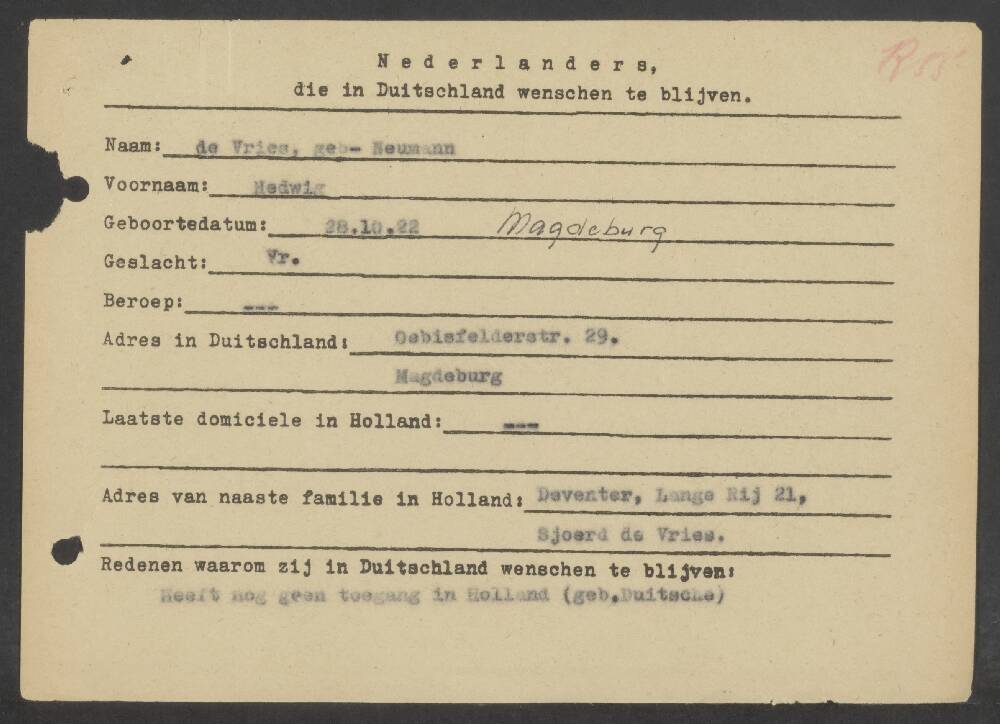 N e d e r l a n d e r s,
die in Duitschland wenschen te blijven.
Naam: de Vries, geb- Neumann
Voornaam: Hedwig
Geboortedatum: 28.10.22 Magdeburg
Geslacht: Vr.
Beroep: ---
Adres in Duitschland: Oebisfelderstr. 29.
Magdeburg
Laatste domiciele in Holland: ---
Adres van naaste familie in Holland: Deventer, Lange Rij 21,
Sjoerd de Vries.
Redenen waarom zij in Duitschland wenschen te blijven:
Heeft nog geen toegang in Holland (geb.Duitsche)